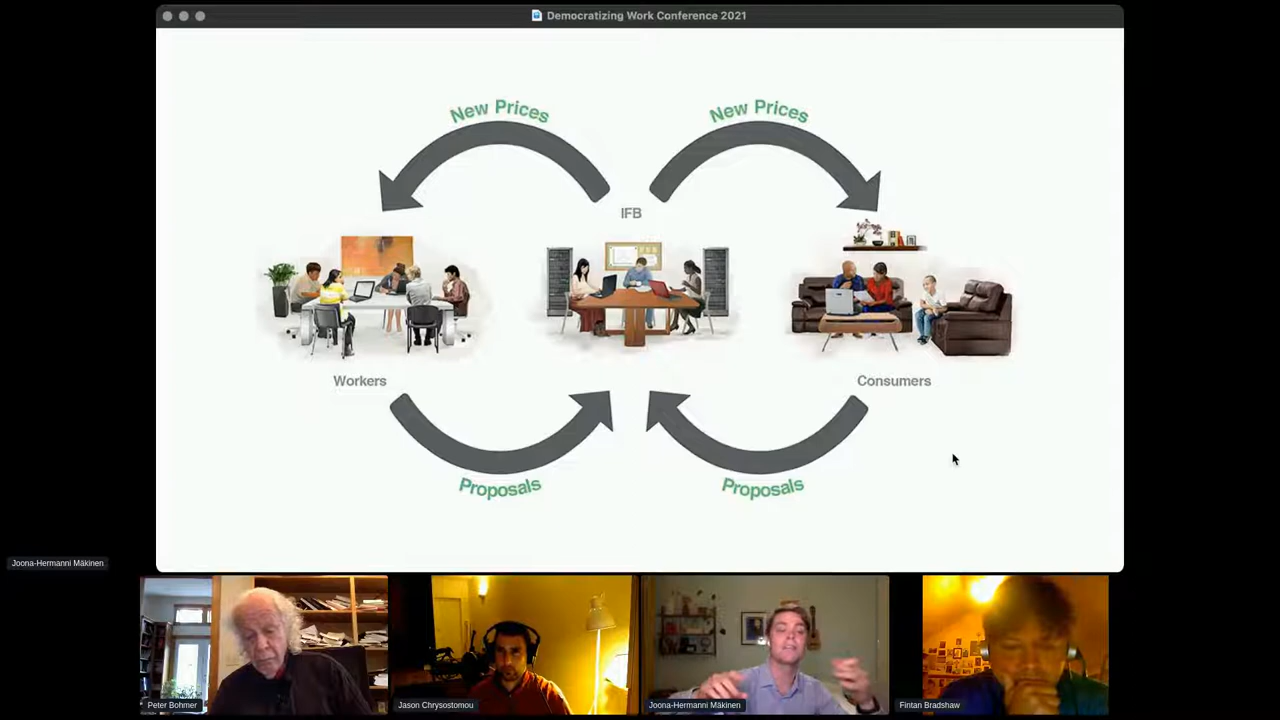 Democratizing Work Conference 2021
New Prices
New Prices
IFB
Workers
Consumers
Proposals
Proposals
Joona-Hermanni Mäkinen
Peter Bohmer
Jason Chrysostomou
Joona-Hermanni Mäkinen
Fintan Bradshaw